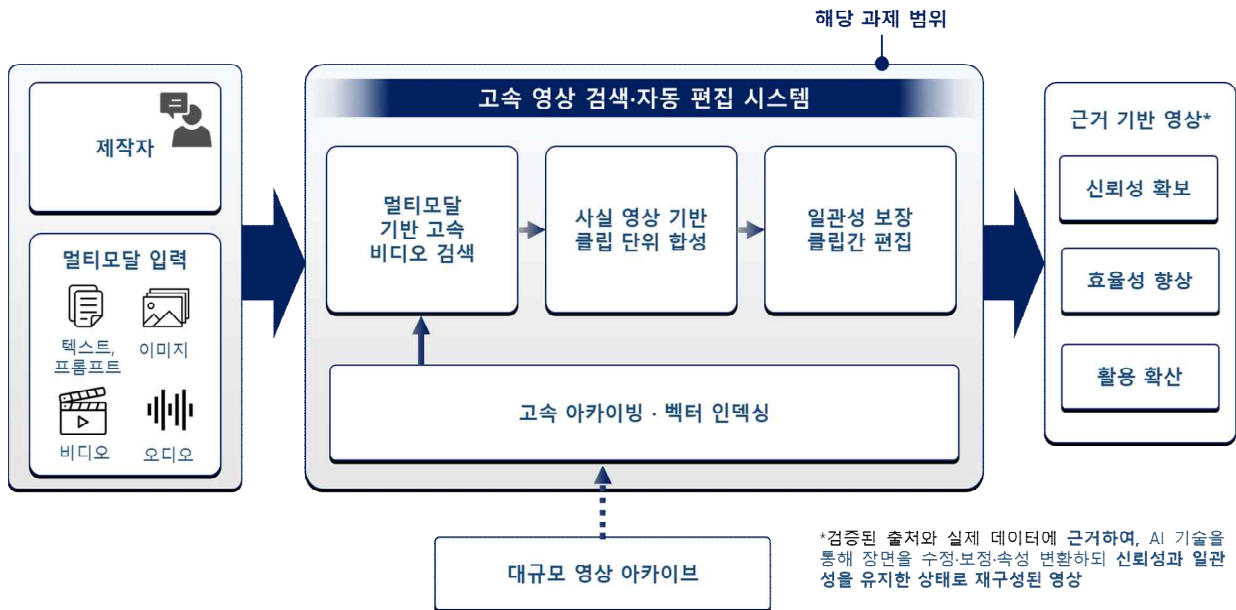 해당 과제 범위
제작자
멀티모달 입력
텍스트,
프롬프트
이미지
비디오
오디오
고속 영상 검색·자동 편집 시스템
멀티모달
기반 고속
비디오 검색
사실 영상 기반
클립 단위 합성
일관성 보장
클립간 편집
고속 아카이빙 · 벡터 인덱싱
대규모 영상 아카이브
근거 기반 영상*
신뢰성 확보
효율성 향상
활용 확산
*검증된 출처와 실제 데이터에 근거하여, AI 기술을
통해 장면을 수정·보정·속성 변환하되 신뢰성과 일관
성을 유지한 상태로 재구성된 영상